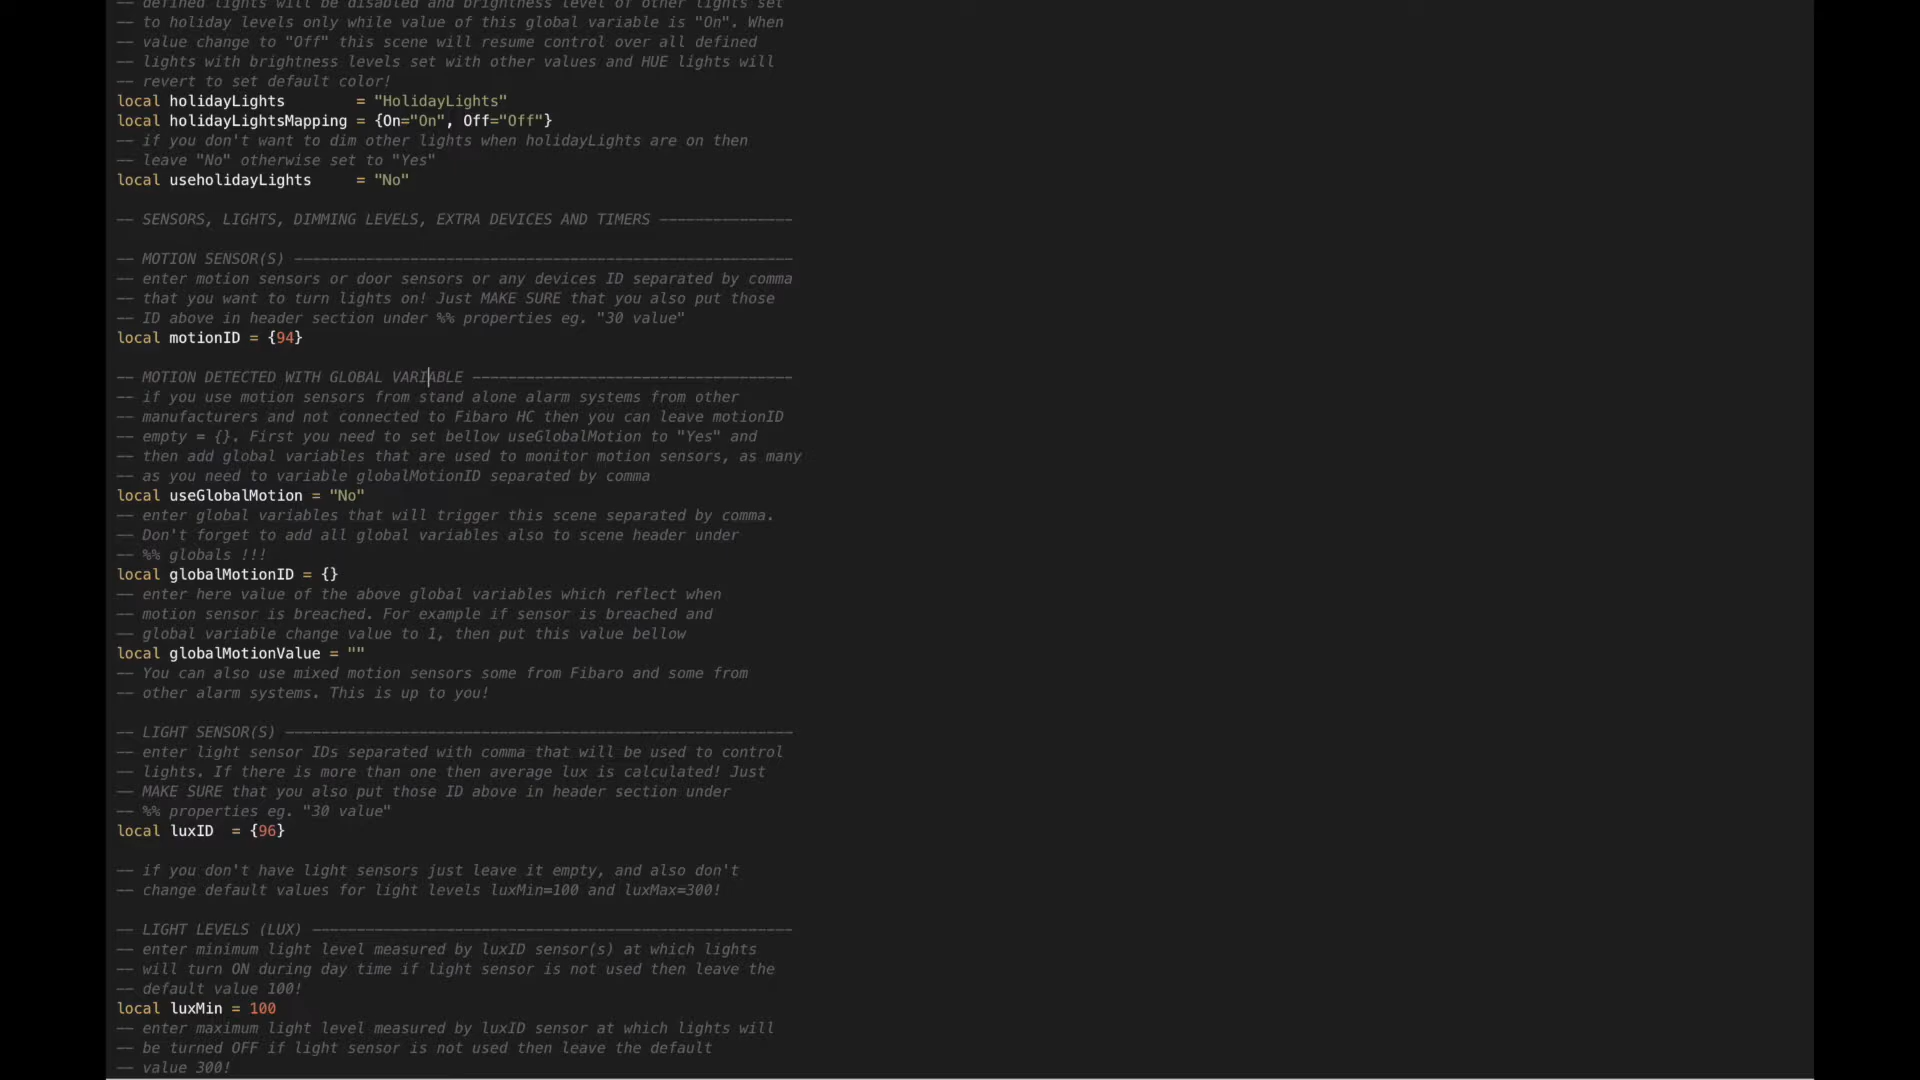 -- defined lights will be disabled and brightness level of other lights set
-- to holiday levels only while value of this global variable is "On". When
-- value change to "Off" this scene will resume control over all defined
-- lights with brightness levels set with other values and HUE lights will
-- revert to set default color!
local holidayLights        = "HolidayLights"
local holidayLightsMapping = {On="On", Off="Off"}
-- if you don't want to dim other lights when holidayLights are on then
-- leave "No" otherwise set to "Yes"
local useholidayLights     = "No"
-- SENSORS, LIGHTS, DIMMING LEVELS, EXTRA DEVICES AND TIMERS ---------------
-- MOTION SENSOR(S) --------------------------------------------------------
-- enter motion sensors or door sensors or any devices ID separated by comma
-- that you want to turn lights on! Just MAKE SURE that you also put those
-- ID above in header section under %% properties eg. "30 value"
local motionID = {94}
-- MOTION DETECTED WITH GLOBAL VARIABLE ------------------------------------
-- if you use motion sensors from stand alone alarm systems from other
-- manufacturers and not connected to Fibaro HC then you can leave motionID
-- empty = {}. First you need to set bellow useGlobalMotion to "Yes" and
-- then add global variables that are used to monitor motion sensors, as many
-- as you need to variable globalMotionID separated by comma
local useGlobalMotion = "No"
-- enter global variables that will trigger this scene separated by comma.
-- Don't forget to add all global variables also to scene header under
-- %% globals !!!
local globalMotionID = {}
-- enter here value of the above global variables which reflect when
-- motion sensor is breached. For example if sensor is breached and
-- global variable change value to 1, then put this value bellow
local globalMotionValue = ""
-- You can also use mixed motion sensors some from Fibaro and some from
-- other alarm systems. This is up to you!
-- LIGHT SENSOR(S) ---------------------------------------------------------
-- enter light sensor IDs separated with comma that will be used to control
-- lights. If there is more than one then average lux is calculated! Just
-- MAKE SURE that you also put those ID above in header section under
-- %% properties eg. "30 value"
local luxID  = {96}
-- if you don't have light sensors just leave it empty, and also don't
-- change default values for light levels luxMin=100 and luxMax=300!
-- LIGHT LEVELS (LUX) ------------------------------------------------------
-- enter minimum light level measured by luxID sensor(s) at which lights
-- will turn ON during day time if light sensor is not used then leave the
-- default value 100!
local luxMin = 100
-- enter maximum light level measured by luxID sensor at which lights will
-- be turned OFF if light sensor is not used then leave the default
-- value 300!